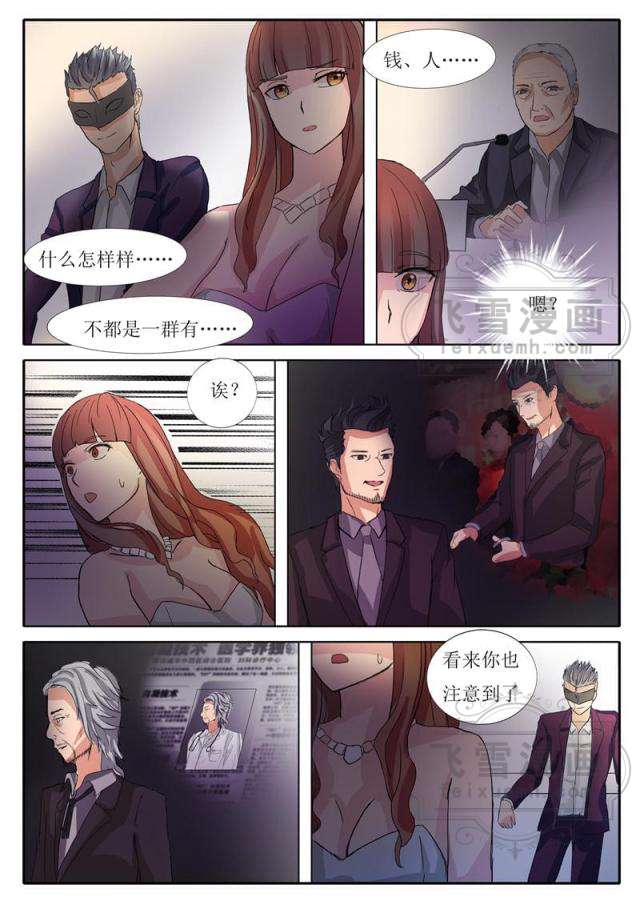 什么怎样样……
不都是一群有……
钱、人……
嗯？
飞雪漫画
feixuemh.com
诶？
看来你也
注意到了
飞雪漫画
feixuemh.com